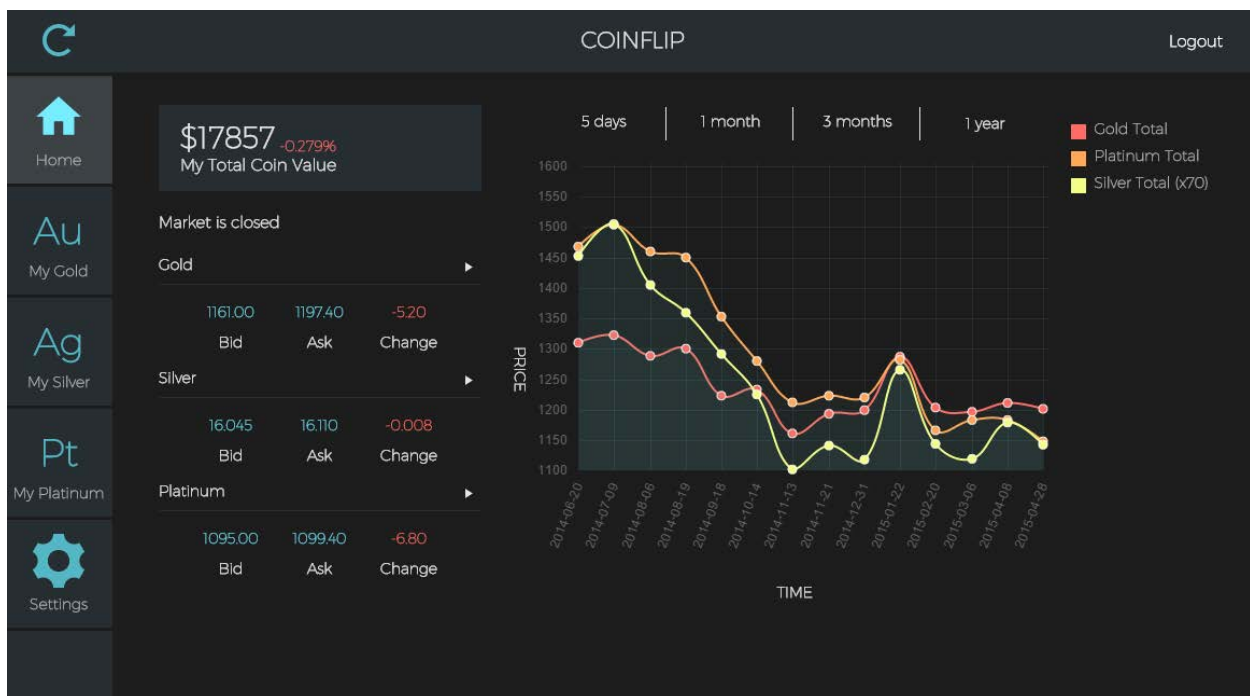 COINFLIP
Logout
Home
Au
My Gold
Ag
My Silver
Pt
My Platinum
Settings
$17857 -0.279%
My Total Coin Value
Market is closed
Gold
1161.00 1197.40 -5.20
Bid Ask Change
Silver
16.045 16.110 -0.008
Bid Ask Change
Platinum
1095.00 1099.40 -6.80
Bid Ask Change
5 days 1 month 3 months 1 year
Gold Total
Platinum Total
Silver Total (x70)
PRICE
1600
1550
1500
1450
1400
1350
1300
1250
1200
1150
1100
2014-06-20
2014-07-09
2014-08-06
2014-08-19
2014-09-18
2014-10-14
2014-11-13
2014-11-21
2014-12-31
2015-01-22
2015-02-20
2015-03-06
2015-04-08
2015-04-28
TIME